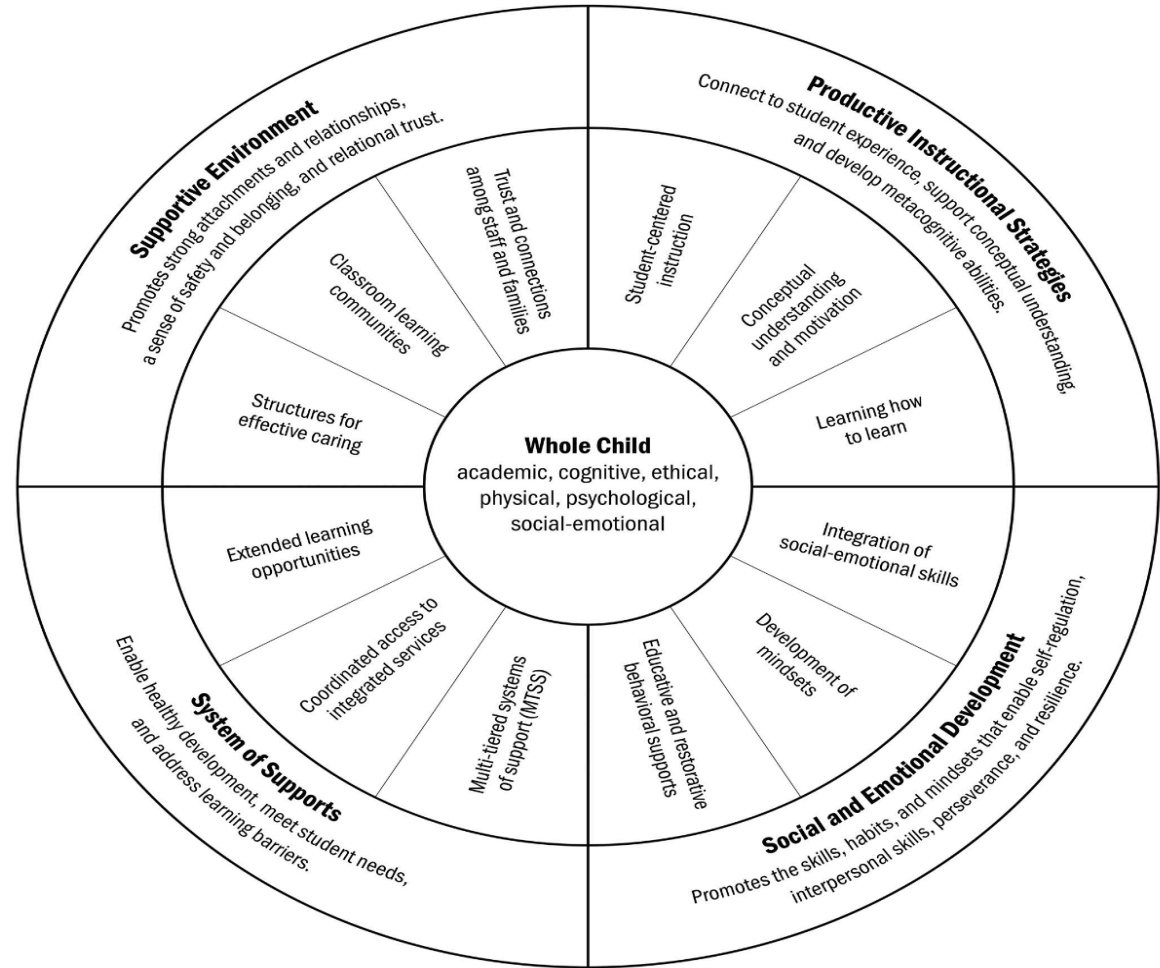 Supportive Environment
Promotes strong attachments and relationships,
a sense of safety and belonging, and relational trust.
Productive Instructional Strategies
Connect to student experience, support conceptual understanding,
and develop metacognitive abilities.
Structures for
effective caring
Classroom learning
communities
Trust and connections
among staff and families
Student-centered
instruction
Conceptual
understanding
and motivation
Learning how
to learn
Whole Child
academic, cognitive, ethical,
physical, psychological,
social-emotional
Extended learning
opportunities
Coordinated access to
integrated services
Multi-tiered systems
of support (MTSS)
Educative and restorative
behavioral supports
Development of
mindsets
Integration of
social-emotional skills
System of Supports
Enable healthy development, meet student needs,
and address learning barriers.
Social and Emotional Development
Promotes the skills, habits, and mindsets that enable self-regulation,
interpersonal skills, perseverance, and resilience.